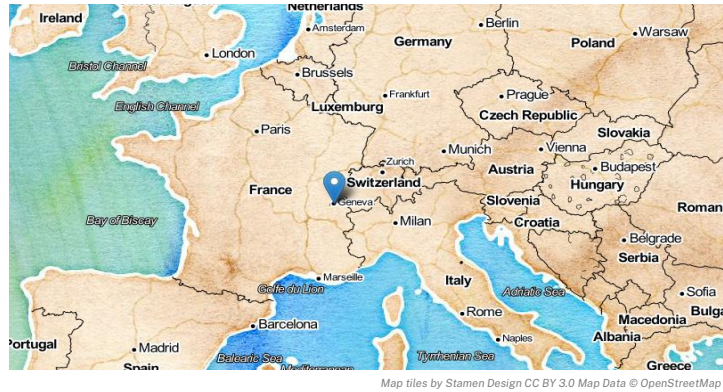 Netherlands
Ireland
Amsterdam
Berlin
London
Germany
Poland
Warsaw
Bristol Channel
Brussels
English Channel
Luxemburg
Frankfurt
Prague
Czech Republic
Paris
Slovakia
Munich
Vienna
Zurich
Austria
Budapest
France
Switzerland
Hungary
Geneva
Slovenia
Roman
Bay of Biscay
Milan
Croatia
Belgrade
Serbia
Marseille
Golfe du Lion
Italy
Adriatic Sea
Sofia
Barcelona
Rome
Macedonia
Bulga
Portugal
Madrid
Naples
Albania
Balearic Sea
Tyrrhenian Sea
Spain
Mediterranean
Greece
Map tiles by Stamen Design CC BY 3.0 Map Data © OpenStreetMap